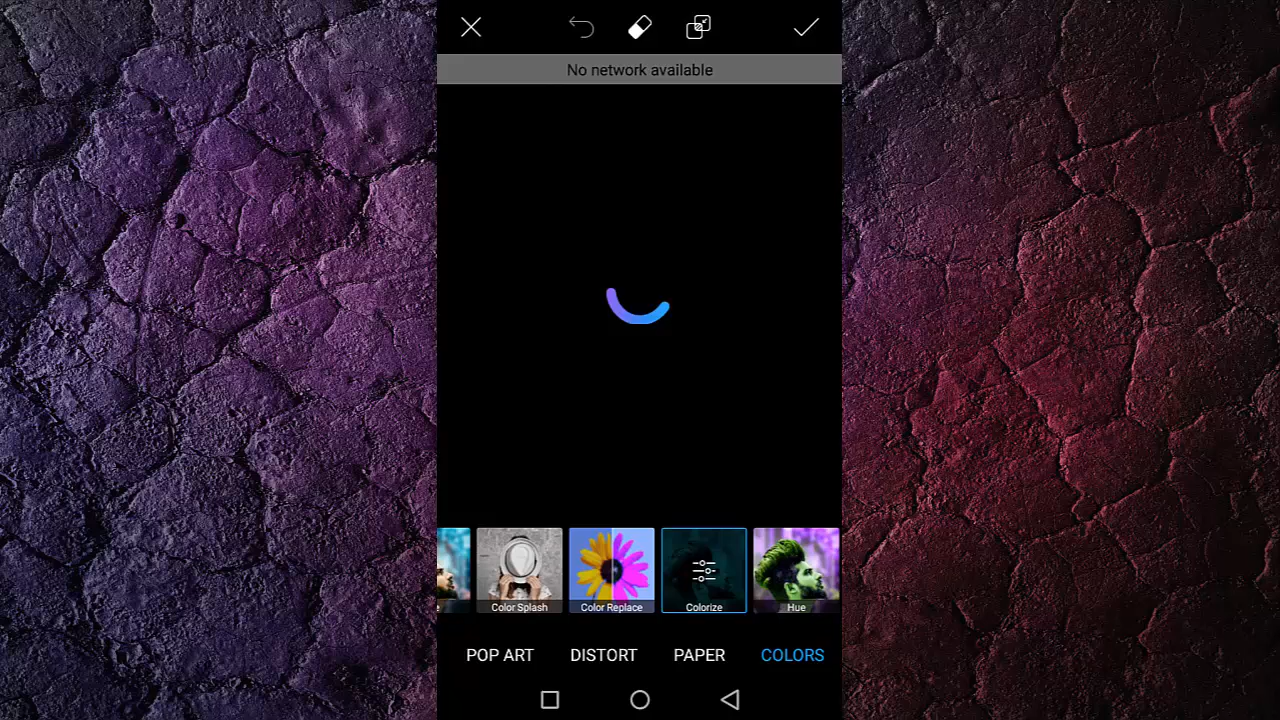 No network available
e
Color Splash
Color Replace
Colorize
Hue
POP ART
DISTORT
PAPER
COLORS